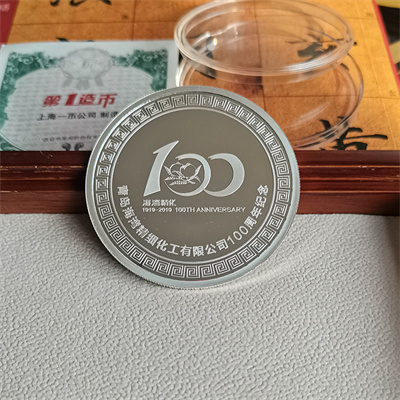 第1造币
上海一币公司 制造
100
海湾精化
1919-2019 100TH ANNIVERSARY
青岛海湾精细化工有限公司100周年纪念